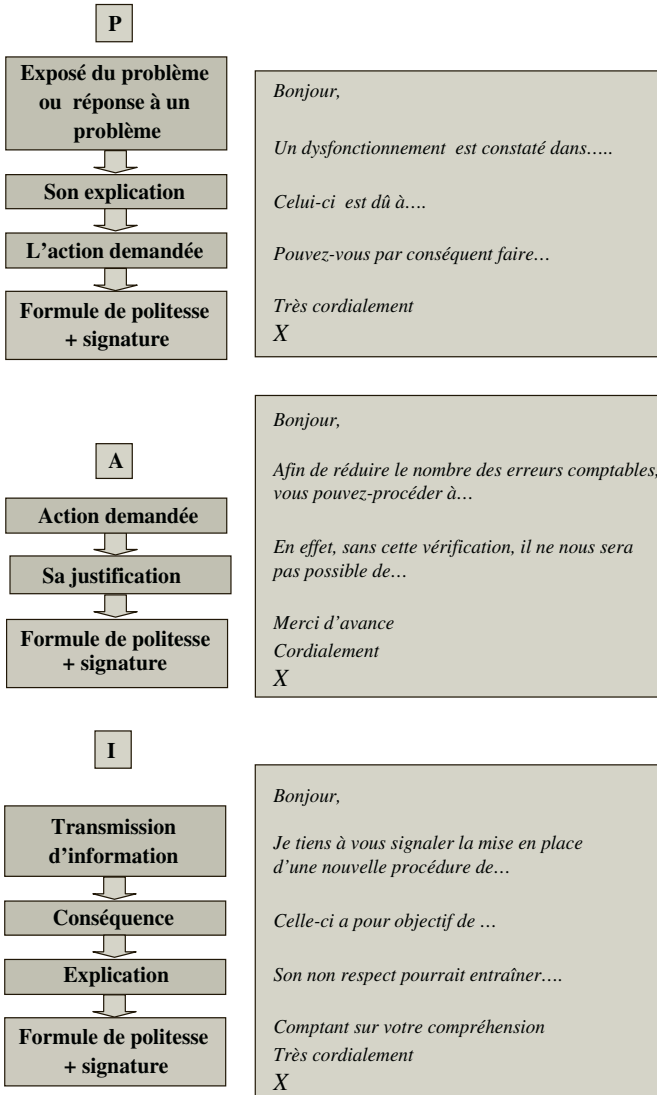 P
Exposé du problème
ou réponse à un
problème
Son explication
L'action demandée
Formule de politesse
+ signature
Bonjour,
Un dysfonctionnement est constaté dans…..
Celui-ci est dû à….
Pouvez-vous par conséquent faire…
Très cordialement
X
A
Action demandée
Sa justification
Formule de politesse
+ signature
Bonjour,
Afin de réduire le nombre des erreurs comptables,
vous pouvez-procéder à…
En effet, sans cette vérification, il ne nous sera
pas possible de…
Merci d'avance
Cordialement
X
I
Transmission
d'information
Conséquence
Explication
Formule de politesse
+ signature
Bonjour,
Je tiens à vous signaler la mise en place
d'une nouvelle procédure de…
Celle-ci a pour objectif de …
Son non respect pourrait entraîner….
Comptant sur votre compréhension
Très cordialement
X